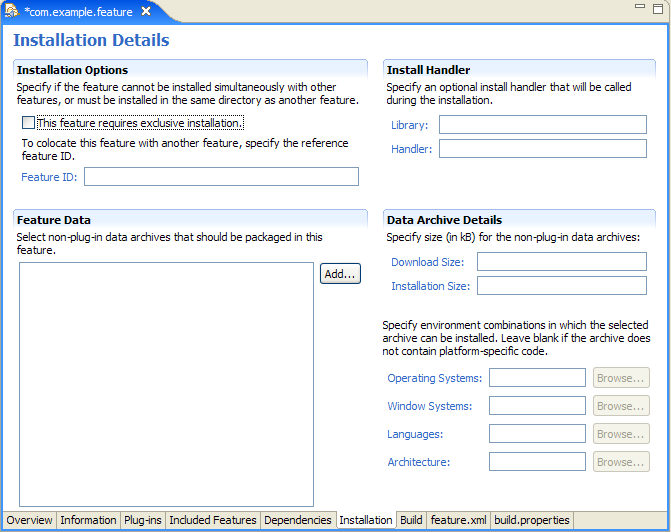 *com.example.feature
Installation Details
Installation Options
Specify if the feature cannot be installed simultaneously with other
features, or must be installed in the same directory as another feature.
This feature requires exclusive installation.
To colocate this feature with another feature, specify the reference
feature ID.
Feature ID:
Install Handler
Specify an optional install handler that will be called
during the installation.
Library:
Handler:
Feature Data
Select non-plug-in data archives that should be packaged in this
feature.
Add...
Data Archive Details
Specify size (in kB) for the non-plug-in data archives:
Download Size:
Installation Size:
Specify environment combinations in which the selected
archive can be installed. Leave blank if the archive does
not contain platform-specific code.
Operating Systems: Browse...
Window Systems: Browse...
Languages: Browse...
Architecture: Browse...
Overview Information Plug-ins Included Features Dependencies Installation Build feature.xml build.properties